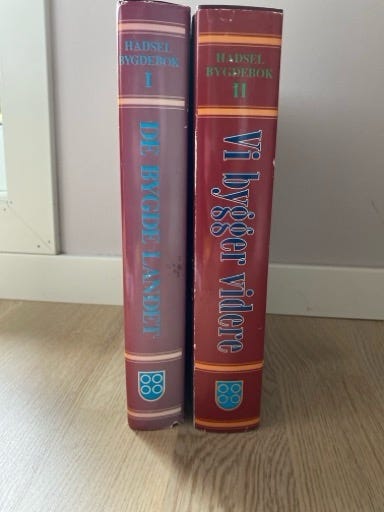 HADSEL
BYGDEBOK
I
DE BYGDE LANDET
HADSEL
BYGDEBOK
II
Vi bygger videre